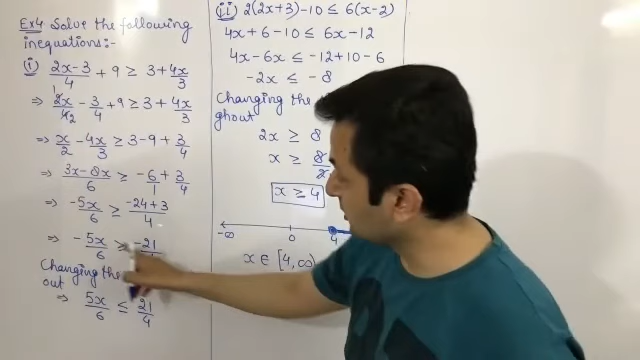 Ex4 Solve the following
inequations:-
(i) 2x-3/4 + 9 ≥ 3 + 4x/3
⇒ 2x/4 - 3/4 + 9 ≥ 3 + 4x/3
⇒ x/2 - 4x/3 ≥ 3 - 9 + 3/4
⇒ 3x - 8x/6 ≥ -6/1 + 3/4
⇒ -5x/6 ≥ -24+3/4
⇒ -5x/6 ≥ -21
Changing the
out
⇒ 5x/6 ≤ 21/4
(ii) 2(2x+3)-10 ≤ 6(x-2)
4x + 6 - 10 ≤ 6x - 12
4x - 6x ≤ -12 + 10 - 6
-2x ≤ -8
Changing the
ghout
2x ≥ 8
x ≥ 8/2
x ≥ 4
-∞ 0 4
x ∈ [4, ∞)